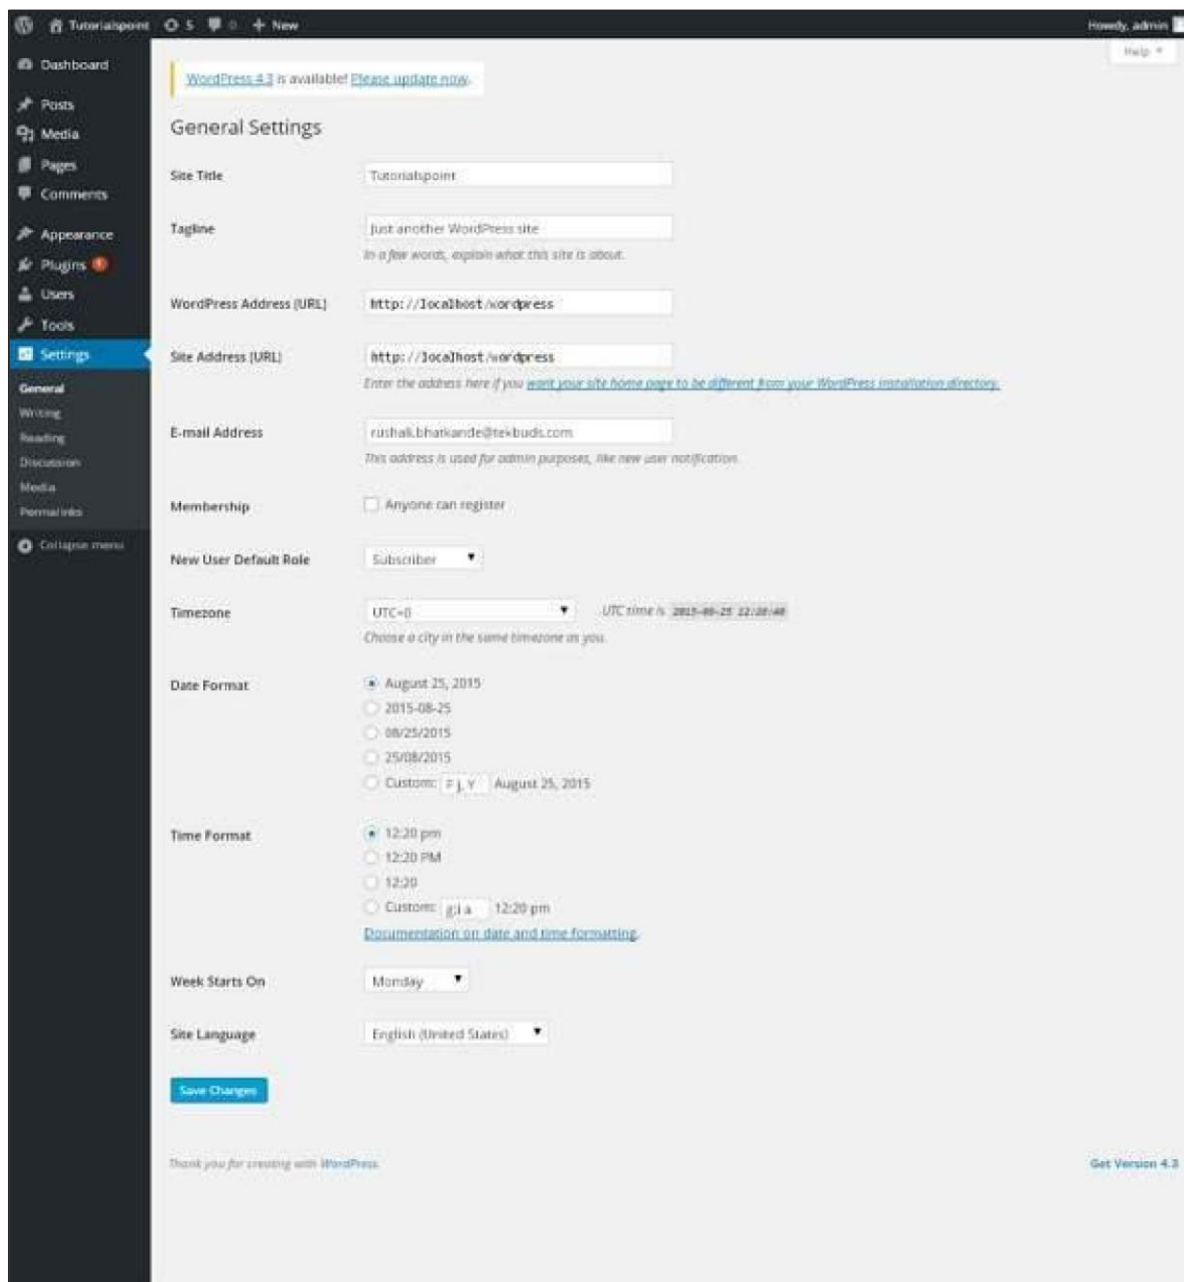 Tutorialspoint 5 0 + New Howdy, admin
Help
Dashboard
Posts
Media
Pages
Comments
Appearance
Plugins 1
Users
Tools
Settings
General
Writing
Reading
Discussion
Media
Permalinks
Collapse menu
WordPress 4.3 is available! Please update now.
General Settings
Site Title Tutorialspoint
Tagline Just another WordPress site
In a few words, explain what this site is about.
WordPress Address (URL) http://localhost/wordpress
Site Address (URL) http://localhost/wordpress
Enter the address here if you want your site home page to be different from your WordPress installation directory.
E-mail Address rushali.bhatkande@tekbuds.com
This address is used for admin purposes, like new user notification.
Membership Anyone can register
New User Default Role Subscriber
Timezone UTC+0 UTC time is 2015-08-25 12:20:40
Choose a city in the same timezone as you.
Date Format August 25, 2015
2015-08-25
08/25/2015
25/08/2015
Custom: F j, Y August 25, 2015
Time Format 12:20 pm
12:20 PM
12:20
Custom: g:i a 12:20 pm
Documentation on date and time formatting.
Week Starts On Monday
Site Language English (United States)
Save Changes
Thank you for creating with WordPress. Get Version 4.3